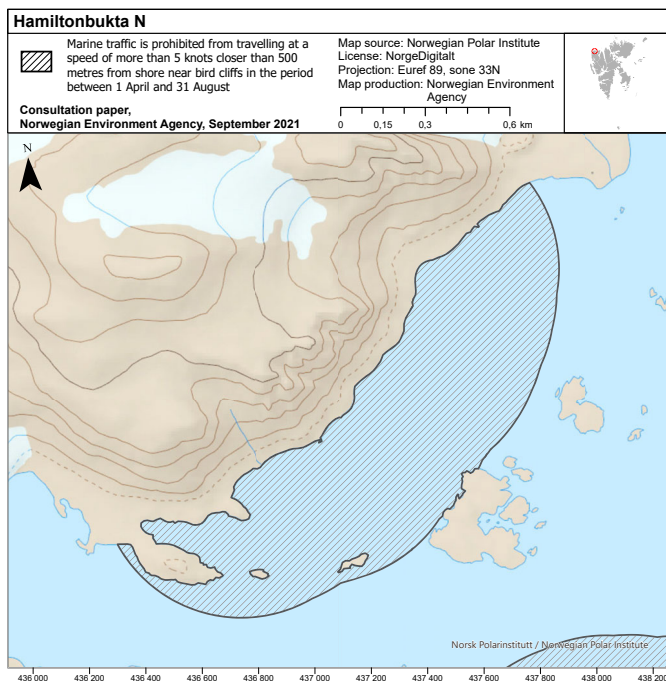 Hamiltonbukta N
Marine traffic is prohibited from travelling at a
speed of more than 5 knots closer than 500
metres from shore near bird cliffs in the period
between 1 April and 31 August
Consultation paper,
Norwegian Environment Agency, September 2021
Map source: Norwegian Polar Institute
License: NorgeDigitalt
Projection: Euref 89, sone 33N
Map production: Norwegian Environment
Agency
0 0,15 0,3 0,6 km
N
Norsk Polarinstitutt / Norwegian Polar Institute
436 000 436 200 436 400 436 600 436 800 437 000 437 200 437 400 437 600 437 800 438 000 438 200